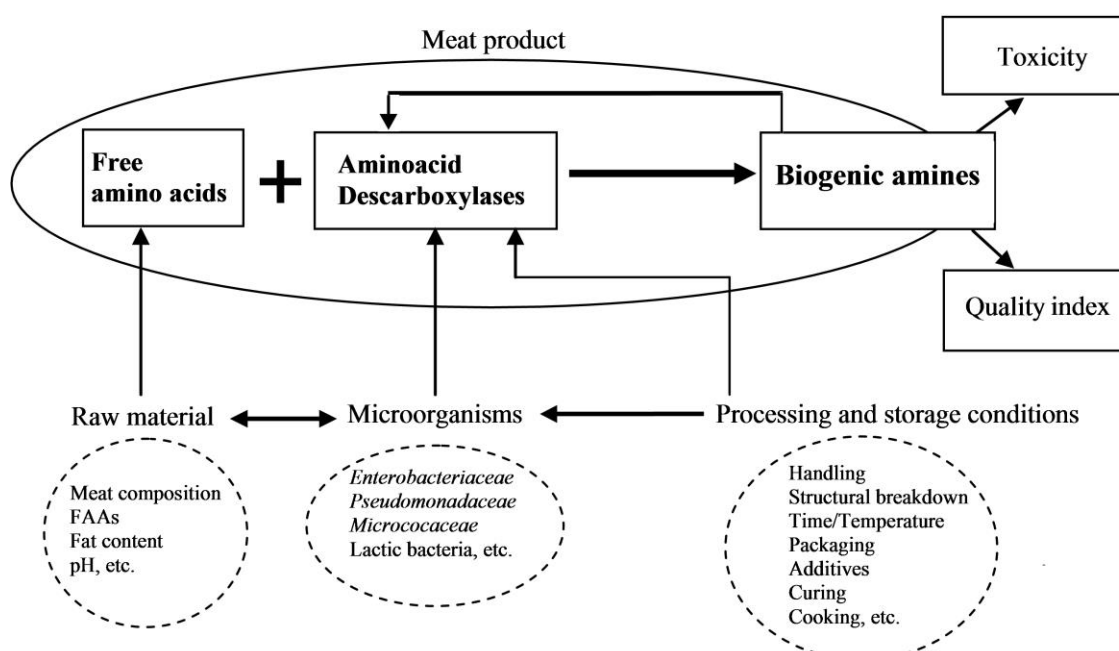 Meat product
Toxicity
Free
amino acids
+
Aminoacid
Descarboxylases
Biogenic amines
Quality index
Raw material
Microorganisms
Processing and storage conditions
Meat composition
FAAs
Fat content
pH, etc.
Enterobacteriaceae
Pseudomonadaceae
Micrococaceae
Lactic bacteria, etc.
Handling
Structural breakdown
Time/Temperature
Packaging
Additives
Curing
Cooking, etc.